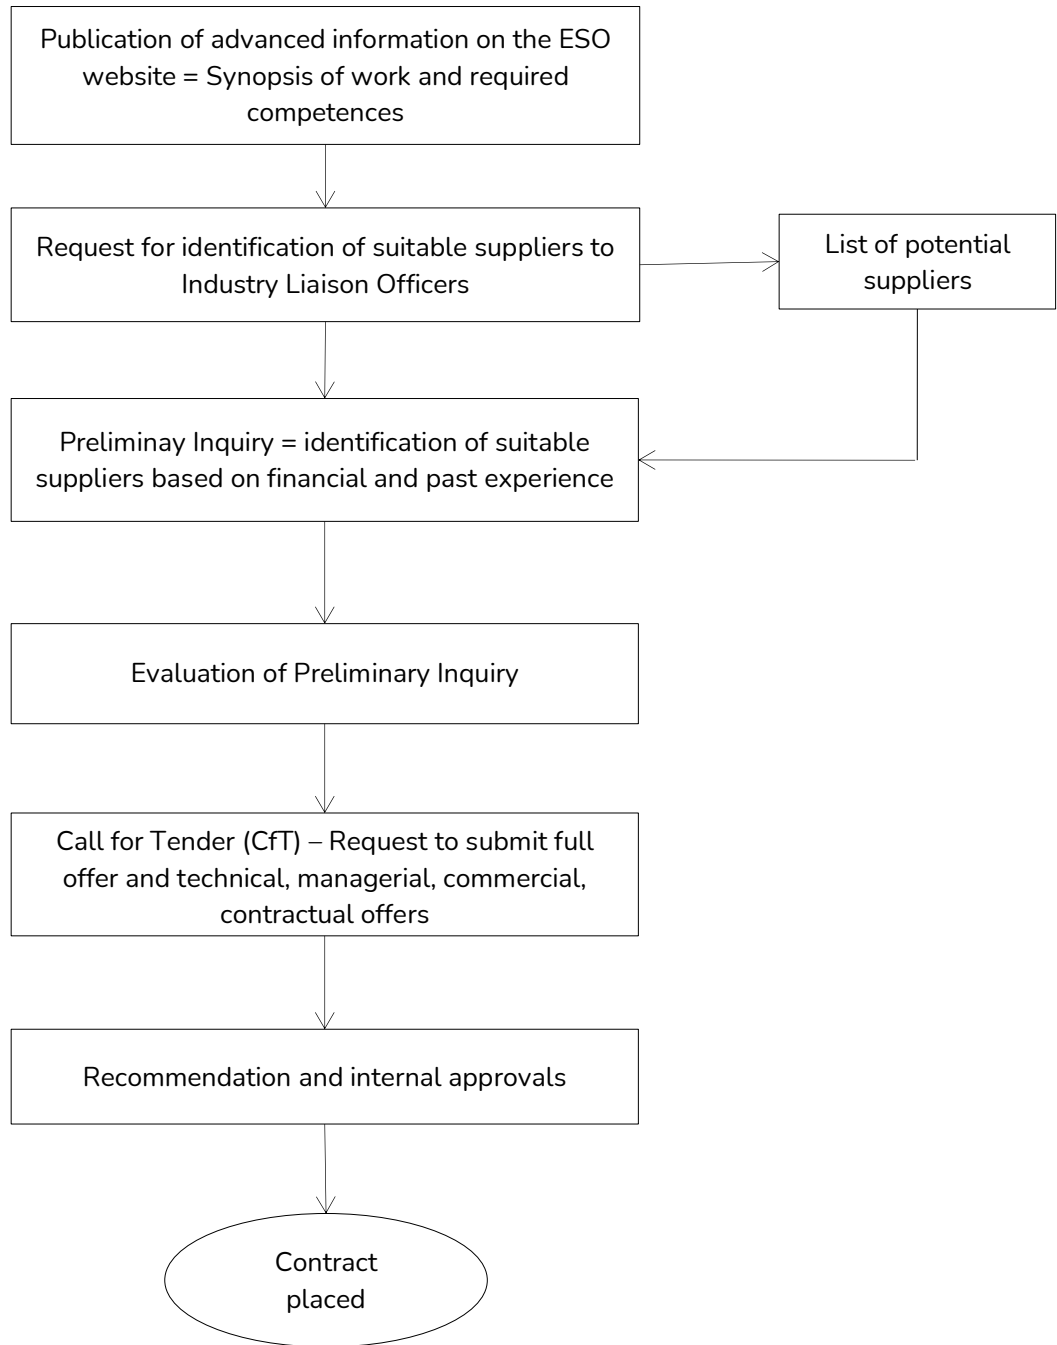 Publication of advanced information on the ESO
website = Synopsis of work and required
competences
Request for identification of suitable suppliers to
Industry Liaison Officers
List of potential
suppliers
Preliminay Inquiry = identification of suitable
suppliers based on financial and past experience
Evaluation of Preliminary Inquiry
Call for Tender (CfT) – Request to submit full
offer and technical, managerial, commercial,
contractual offers
Recommendation and internal approvals
Contract
placed